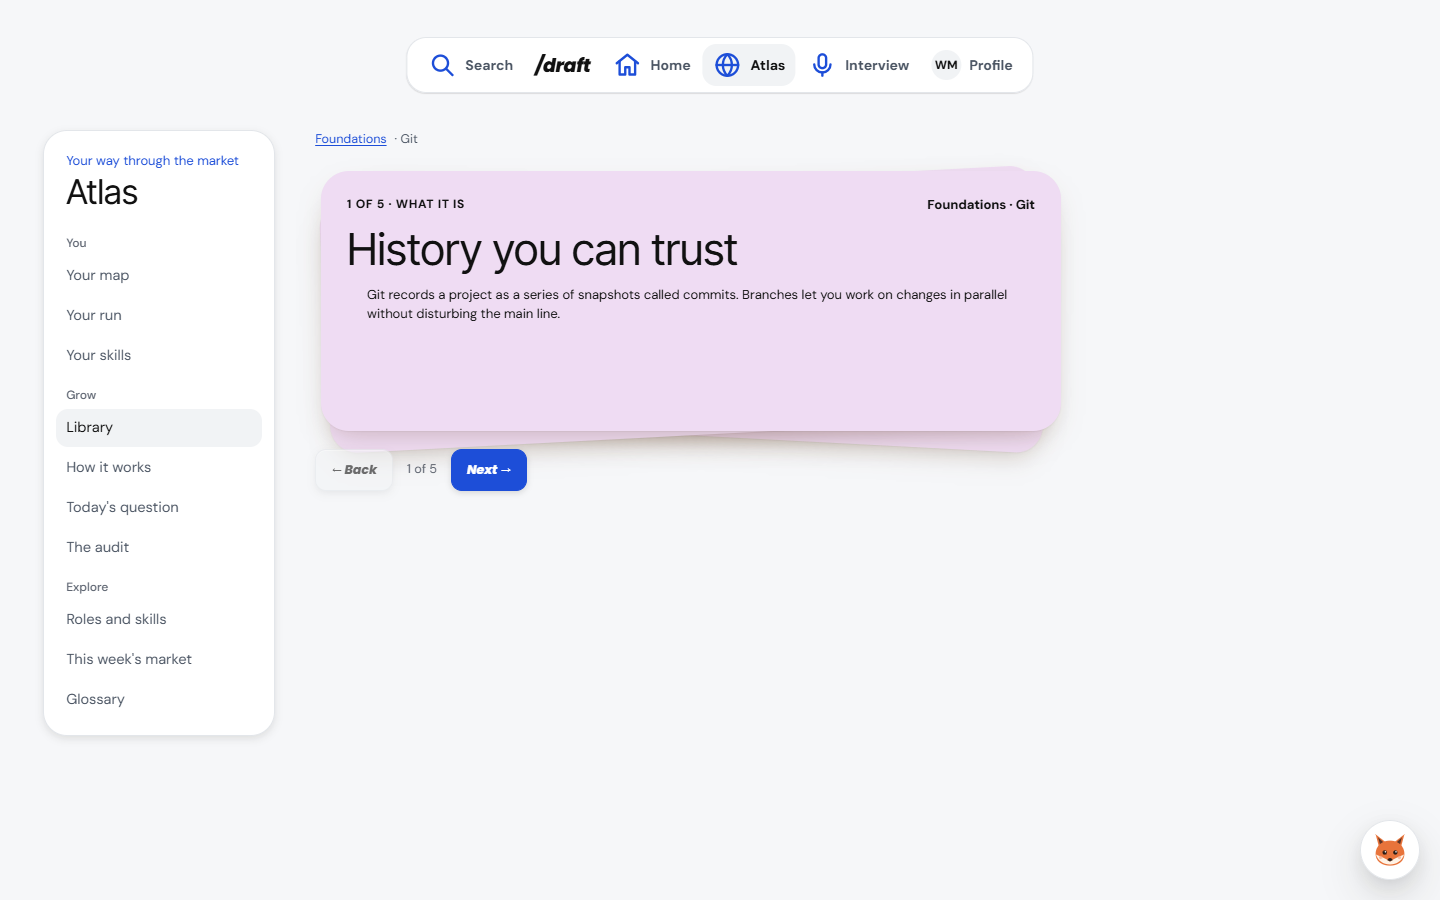 Search
/draft
Home
Atlas
Interview
WM
Profile
Your way through the market
Atlas
You
Your map
Your run
Your skills
Grow
Library
How it works
Today's question
The audit
Explore
Roles and skills
This week's market
Glossary
Foundations · Git
1 OF 5 · WHAT IT IS
Foundations · Git
History you can trust
Git records a project as a series of snapshots called commits. Branches let you work on changes in parallel
without disturbing the main line.
← Back
1 of 5
Next →